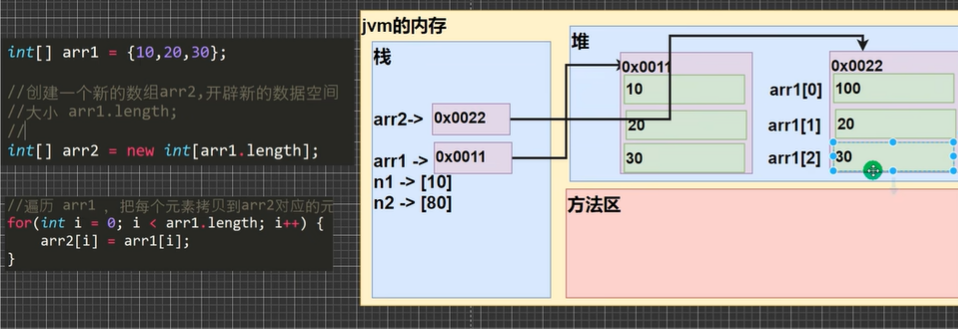 int[] arr1 = {10,20,30};
//创建一个新的数组arr2,开辟新的数据空间
//大小 arr1.length;
//
int[] arr2 = new int[arr1.length];
//遍历 arr1 ，把每个元素拷贝到arr2对应的元
for(int i = 0; i < arr1.length; i++) {
arr2[i] = arr1[i];
}
jvm的内存
栈
arr2-> 0x0022
arr1 -> 0x0011
n1 -> [10]
n2 -> [80]
堆
0x0011
10
20
30
0x0022
arr1[0] 100
arr1[1] 20
arr1[2] 30
方法区